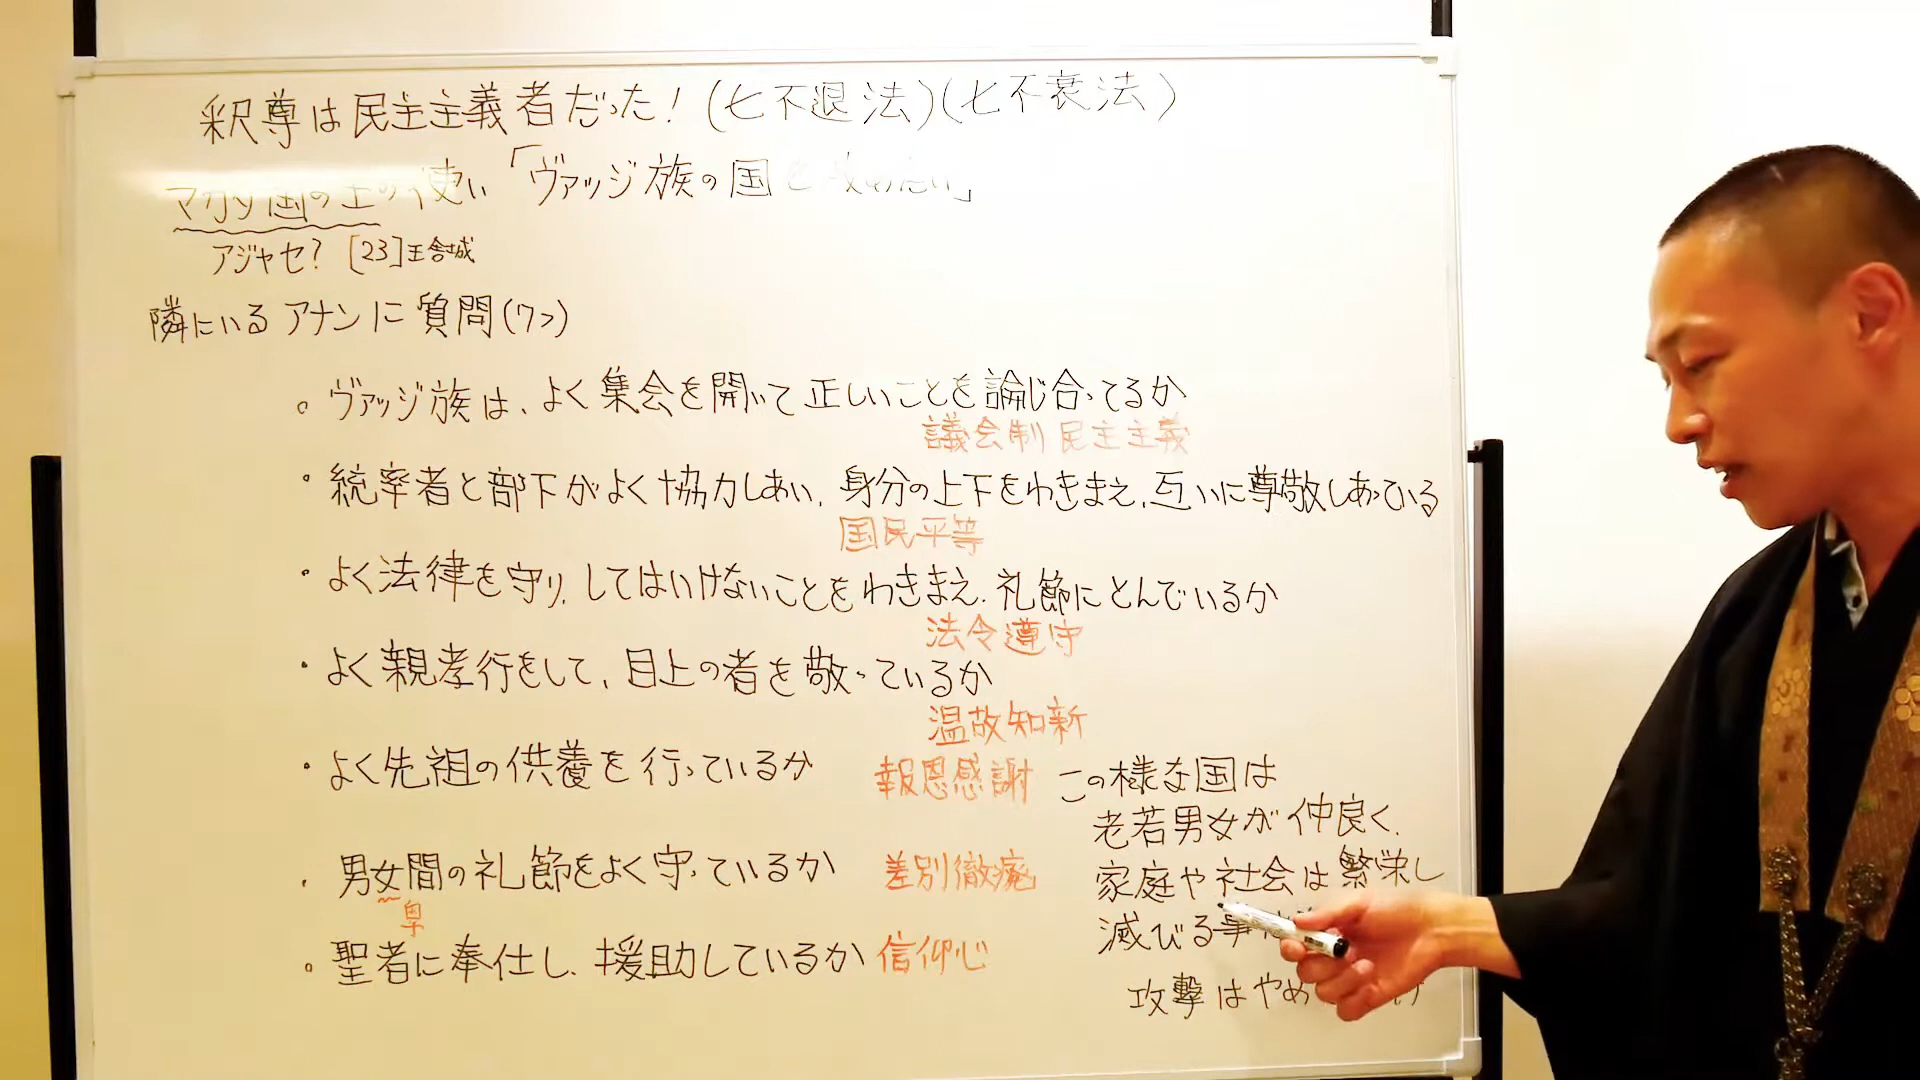 釈尊は民主主義者だった！(七不退法)(七不衰法)
マガダ国の王の使い「ヴァッジ族の国を攻めたい」
アジャセ？[23]王舎城
隣にいるアナンに質問(7つ)
。ヴァッジ族は、よく集会を開いて正しいことを論じ合ってるか
議会制民主主義
・統率者と部下がよく協力しあい、身分の上下をわきまえ、互いに尊敬しあっている
国民平等
・よく法律を守り、してはいけないことをわきまえ、礼節にとんでいるか
法令遵守
・よく親孝行をして、目上の者を敬っているか
温故知新
・よく先祖の供養を行っているか 報恩感謝
・男女間の礼節をよく守っているか 差別徹廃
卑
。聖者に奉仕し、援助しているか 信仰心
この様な国は
老若男女が仲良く、
家庭や社会は繁栄し
滅びる事
攻撃はやめ